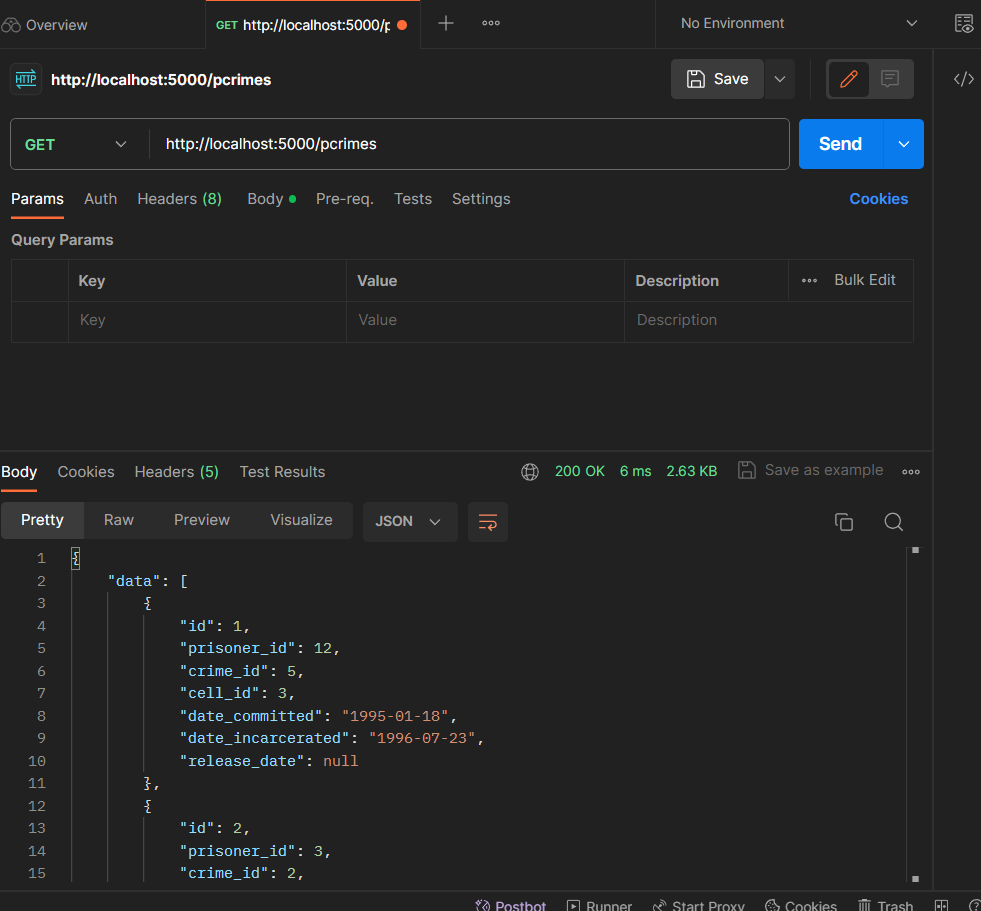 Overview
GET http://localhost:5000/p
No Environment
HTTP http://localhost:5000/pcrimes
Save
GET http://localhost:5000/pcrimes
Send
Params Auth Headers (8) Body Pre-req. Tests Settings Cookies
Query Params
Key Value Description Bulk Edit
Key Value Description
Body Cookies Headers (5) Test Results 200 OK 6 ms 2.63 KB Save as example
Pretty Raw Preview Visualize JSON
1 {
2 "data": [
3 {
4 "id": 1,
5 "prisoner_id": 12,
6 "crime_id": 5,
7 "cell_id": 3,
8 "date_committed": "1995-01-18",
9 "date_incarcerated": "1996-07-23",
10 "release_date": null
11 },
12 {
13 "id": 2,
14 "prisoner_id": 3,
15 "crime_id": 2,
Postbot Runner Start Proxy Cookies Trash